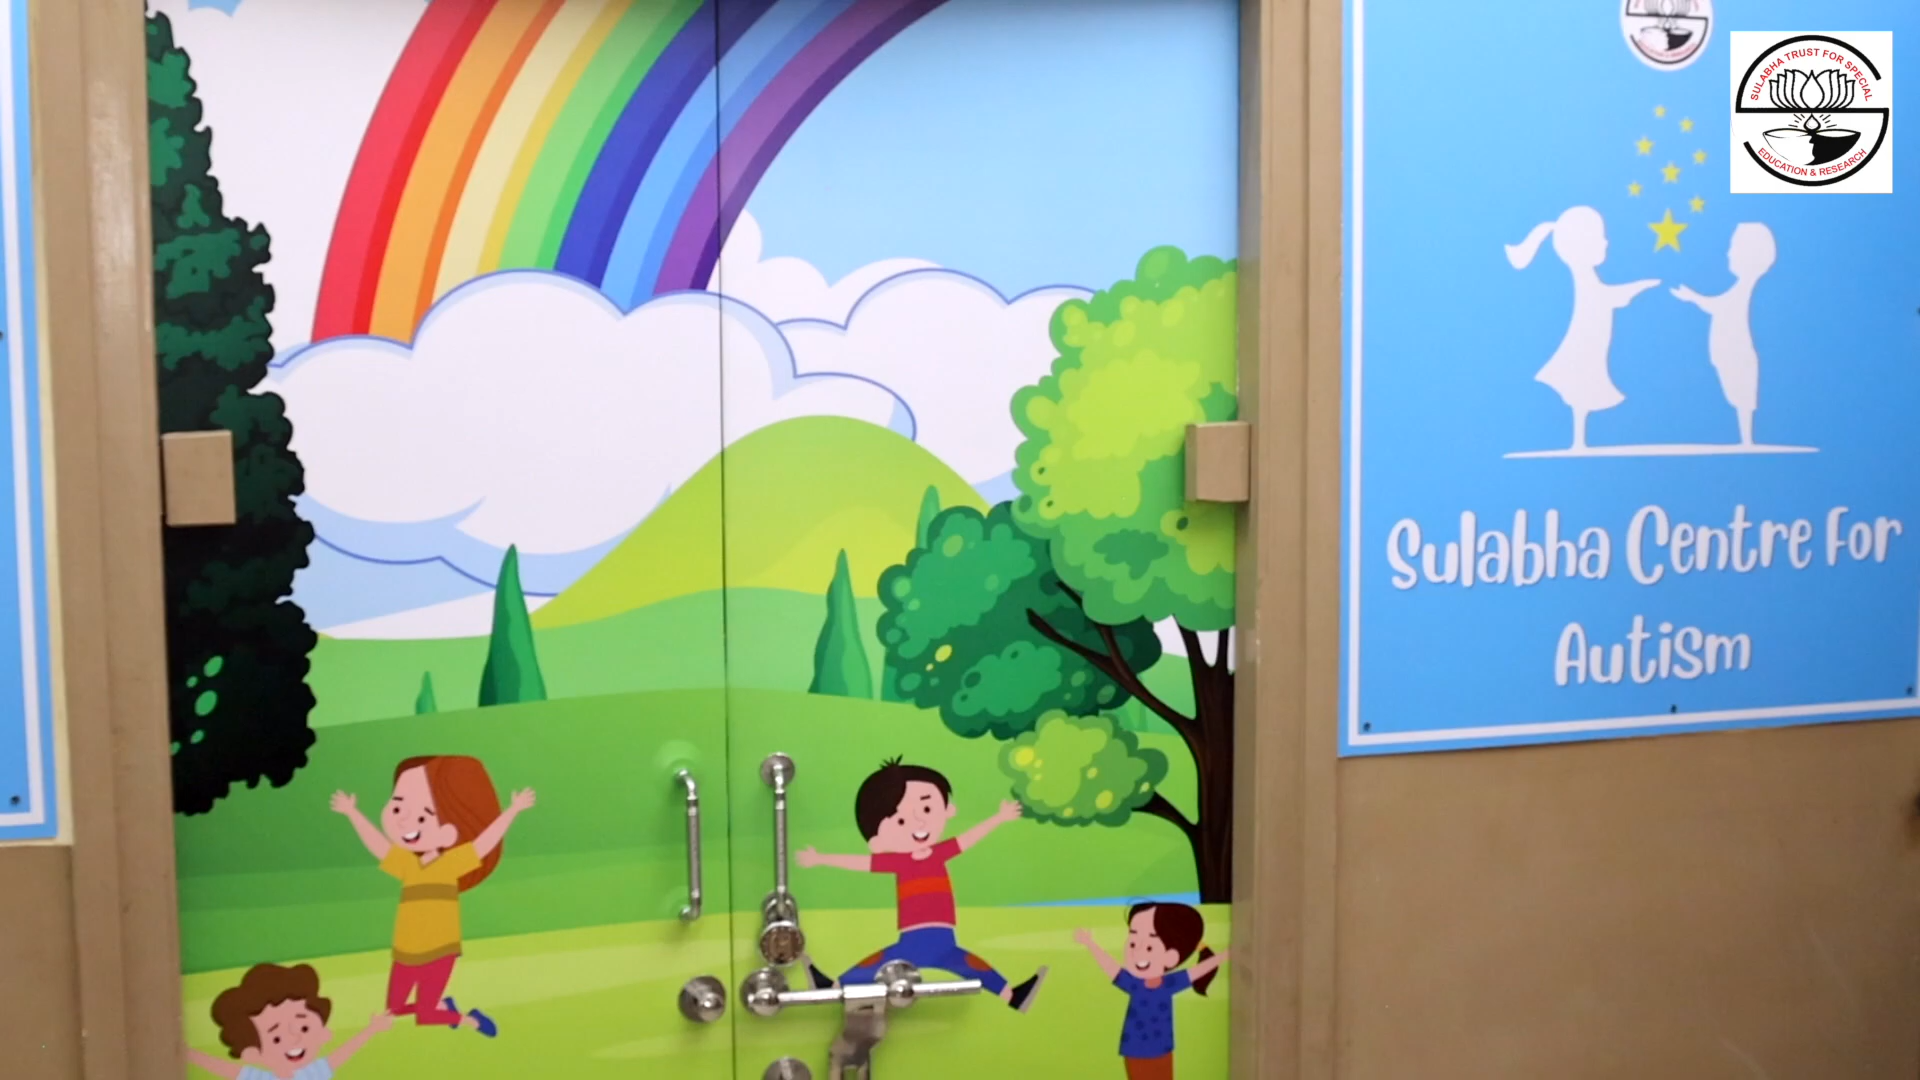 SULABHA TRUST FOR SPECIAL
EDUCATION & RESEARCH
Sulabha Centre For
Autism